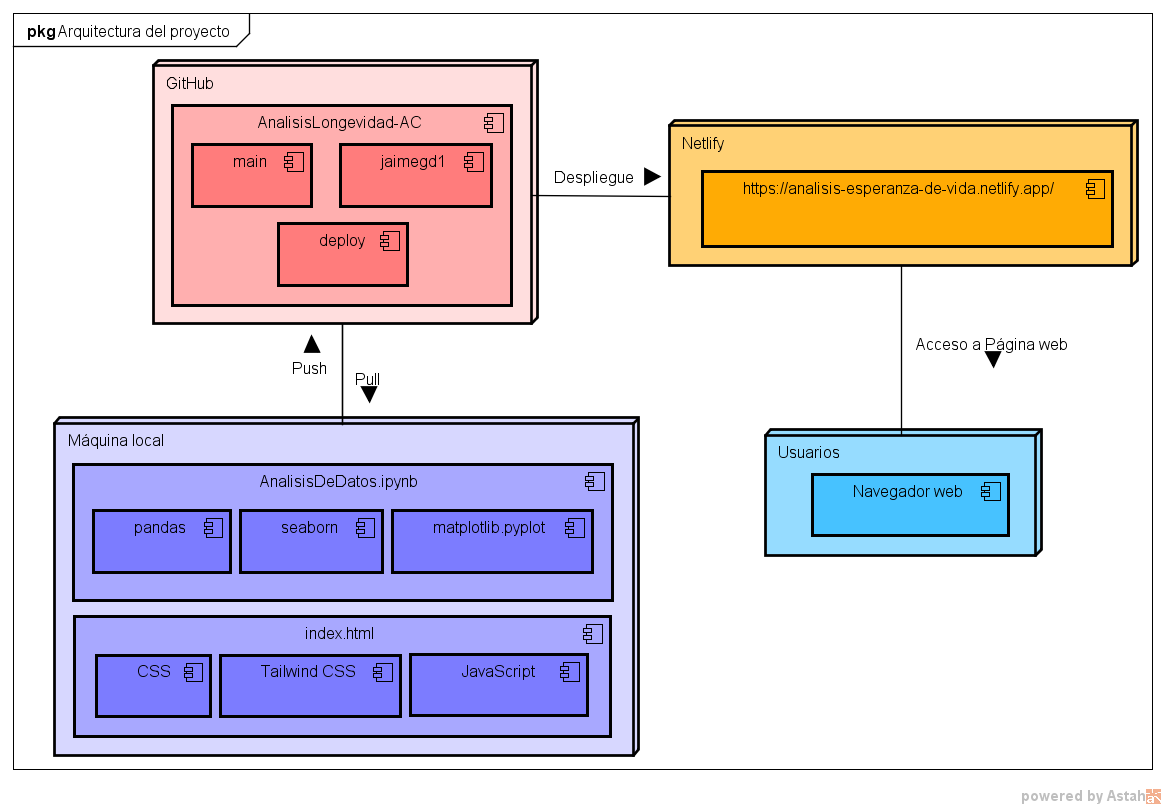 pkg Arquitectura del proyecto
GitHub
AnalisisLongevidad-AC
main
jaimegd1
deploy
Despliegue
Netlify
https://analisis-esperanza-de-vida.netlify.app/
Push
Pull
Acceso a Página web
Máquina local
AnalisisDeDatos.ipynb
pandas
seaborn
matplotlib.pyplot
index.html
CSS
Tailwind CSS
JavaScript
Usuarios
Navegador web
powered by Astah